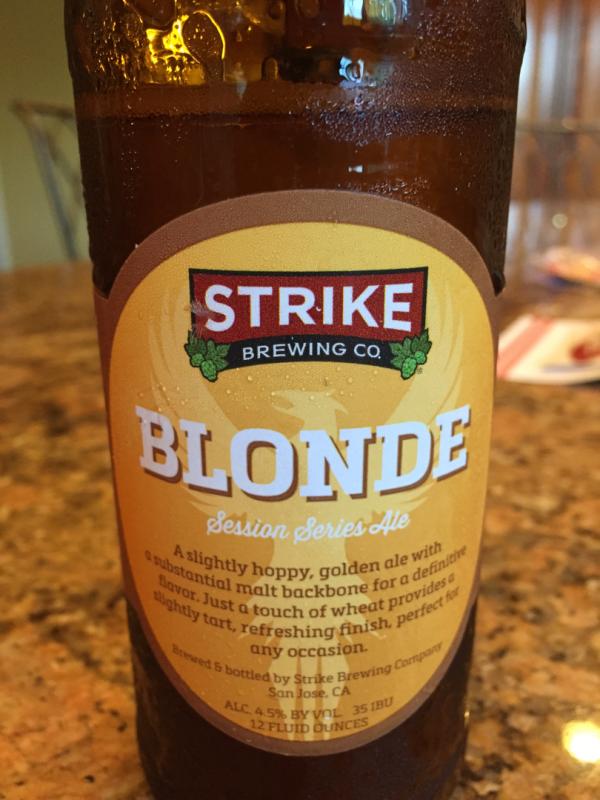 STRIKE
BREWING CO.
BLONDE
Session Series Ale
A slightly hoppy, golden ale with
a substantial malt backbone for a definitive
flavor. Just a touch of wheat provides a
slightly tart, refreshing finish, perfect for
any occasion.
Brewed & bottled by Strike Brewing Company
San Jose, CA
ALC. 4.5% BY VOL. 35 IBU
12 FLUID OUNCES